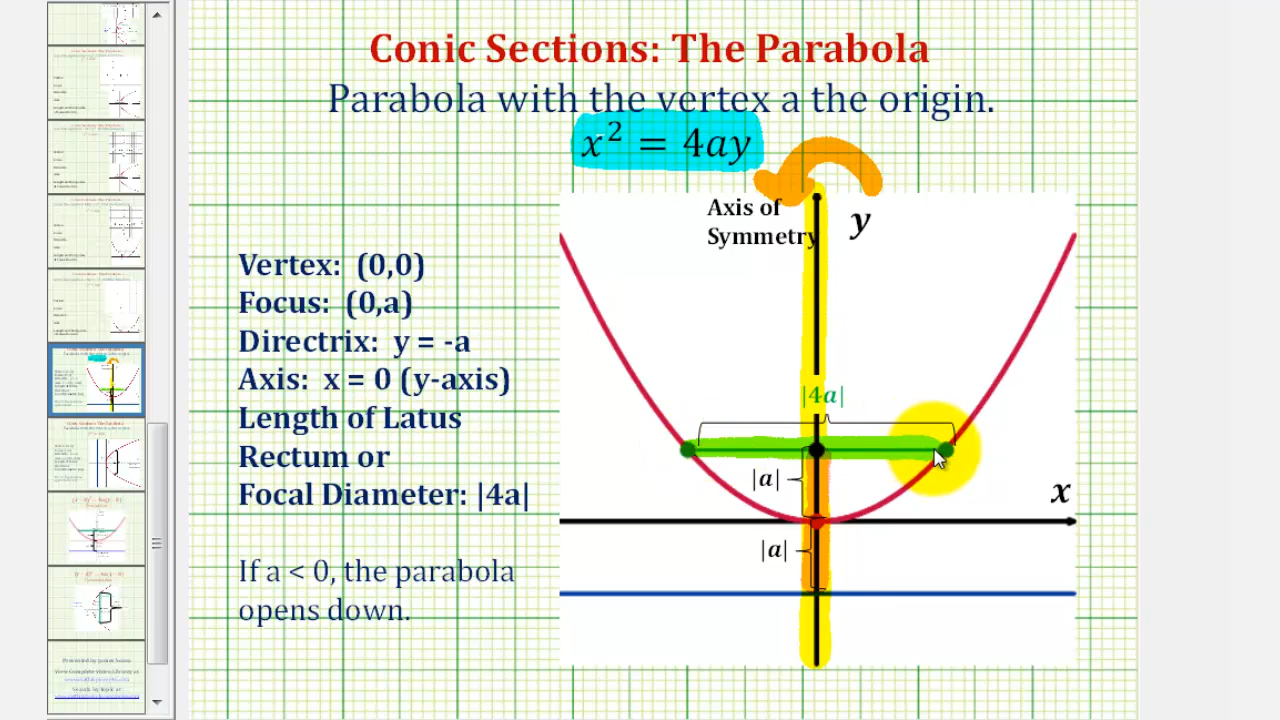 Conic Sections: The Parabola
Parabola with the vertex a the origin.
x² = 4ay
Axis of
Symmetry
y
Vertex: (0,0)
Focus: (0,a)
Directrix: y = -a
Axis: x = 0 (y-axis)
Length of Latus
Rectum or
Focal Diameter: |4a|
If a < 0, the parabola
opens down.
|4a|
|a|
x
|a|